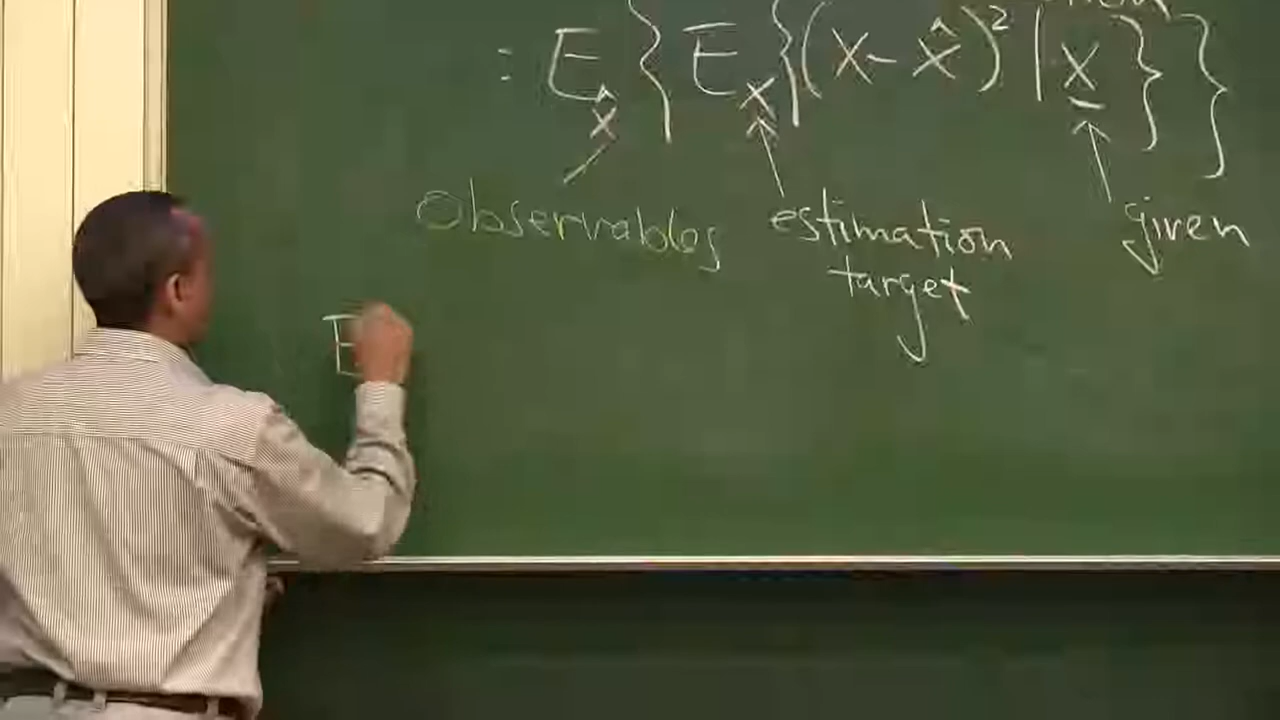 = E_x̂ { E_x { (x - x̂)² | x̲ } }
Observables estimation given
target
E